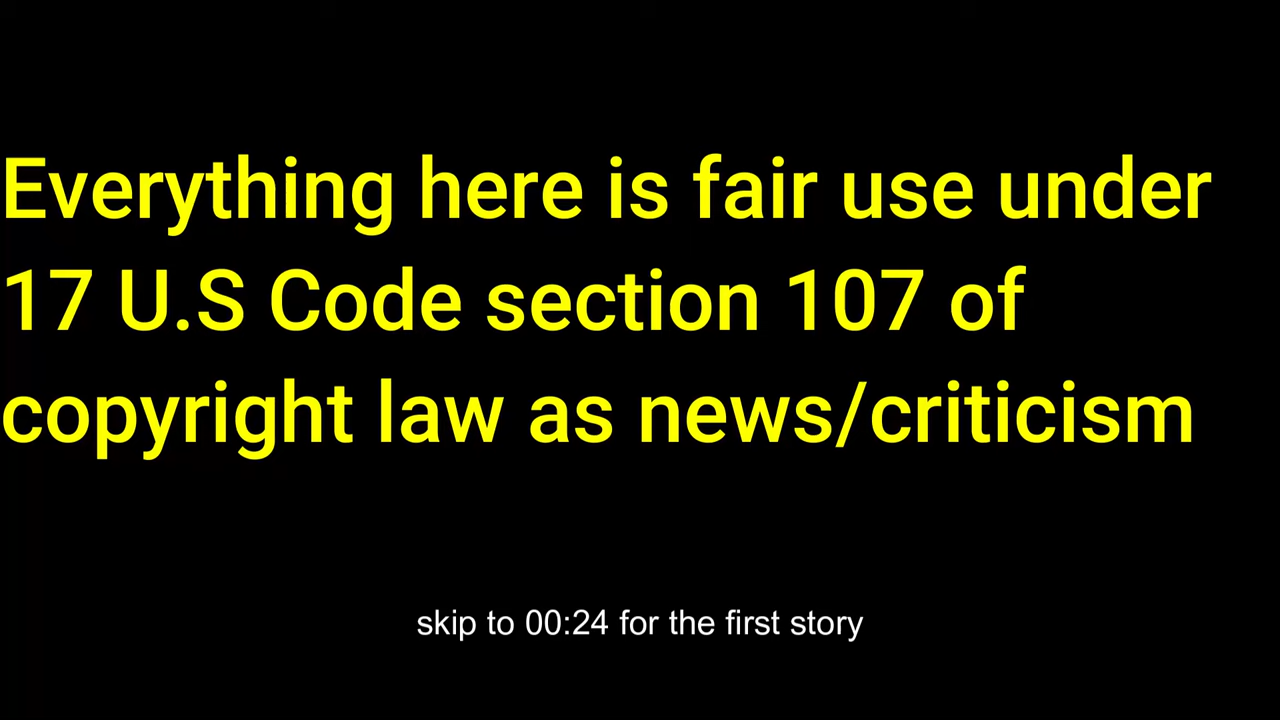 Everything here is fair use under
17 U.S Code section 107 of
copyright law as news/criticism
skip to 00:24 for the first story